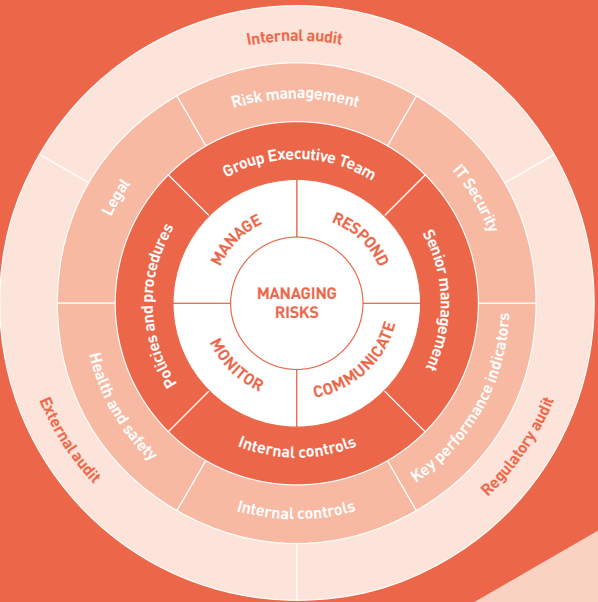 Internal audit
Risk management
Legal
IT Security
Group Executive Team
Policies and procedures
Senior management
MANAGE
RESPOND
MANAGING
RISKS
MONITOR
COMMUNICATE
Internal controls
Health and safety
Key performance indicators
Internal controls
External audit
Regulatory audit